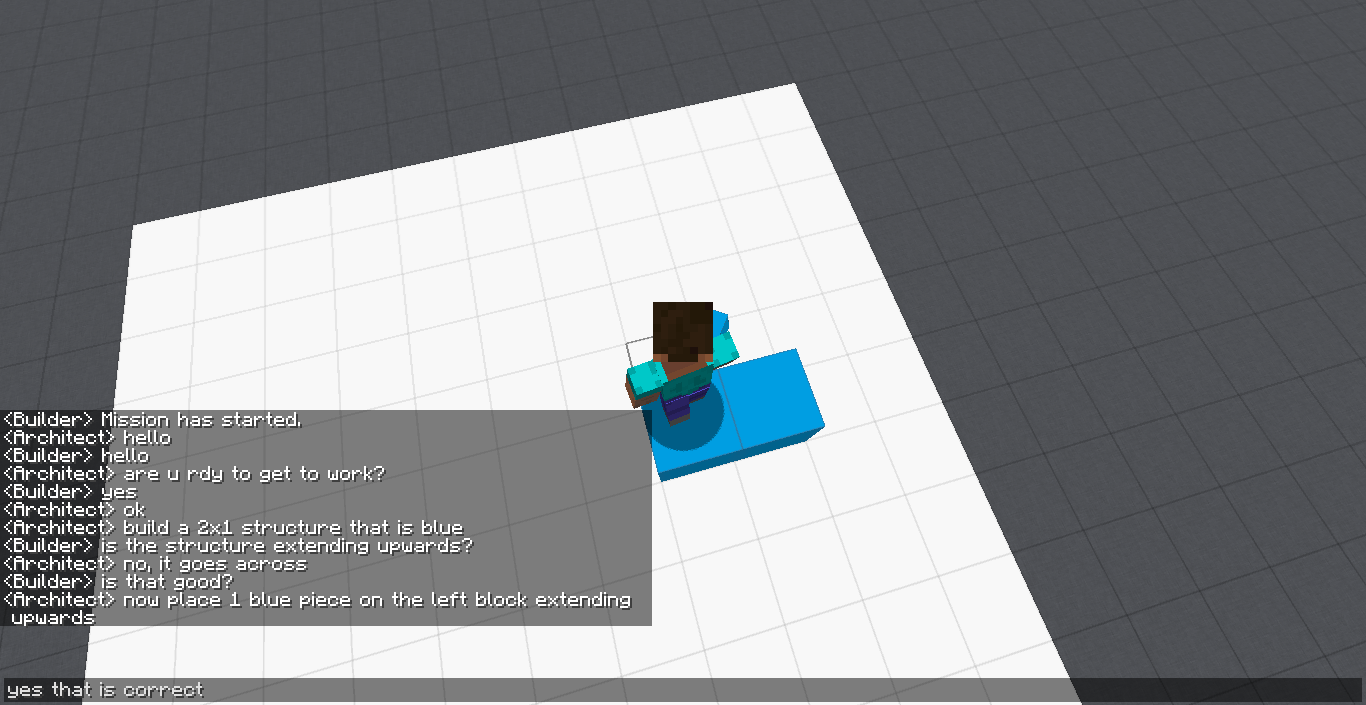 <Builder> Mission has started.
<Architect> hello
<Builder> hello
<Architect> are u rdy to get to work?
<Builder> yes
<Architect> ok
<Architect> build a 2x1 structure that is blue
<Builder> is the structure extending upwards?
<Architect> no, it goes across
<Builder> is that good?
<Architect> now place 1 blue piece on the left block extending
upwards
yes that is correct